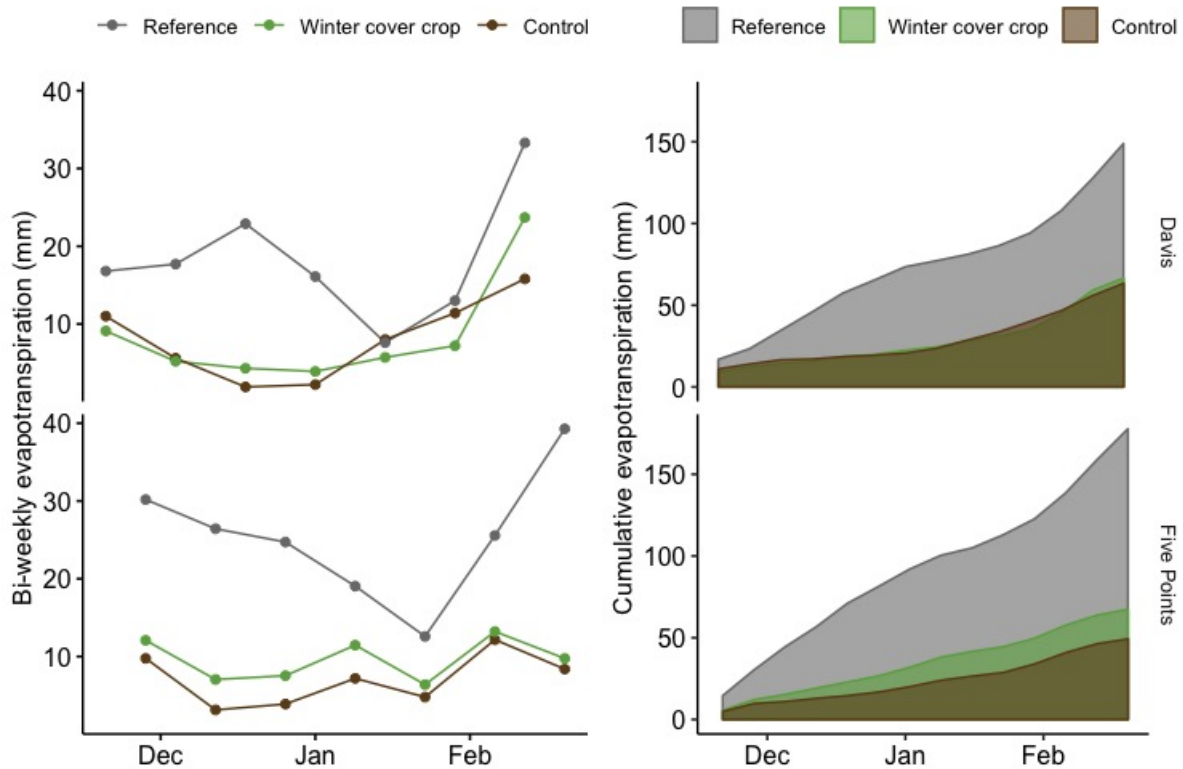 Reference Winter cover crop Control
Reference Winter cover crop Control
Bi-weekly evapotranspiration (mm)
40
30
20
10
40
30
20
10
Dec Jan Feb
Cumulative evapotranspiration (mm)
150
100
50
0
150
100
50
0
Dec Jan Feb
Davis
Five Points